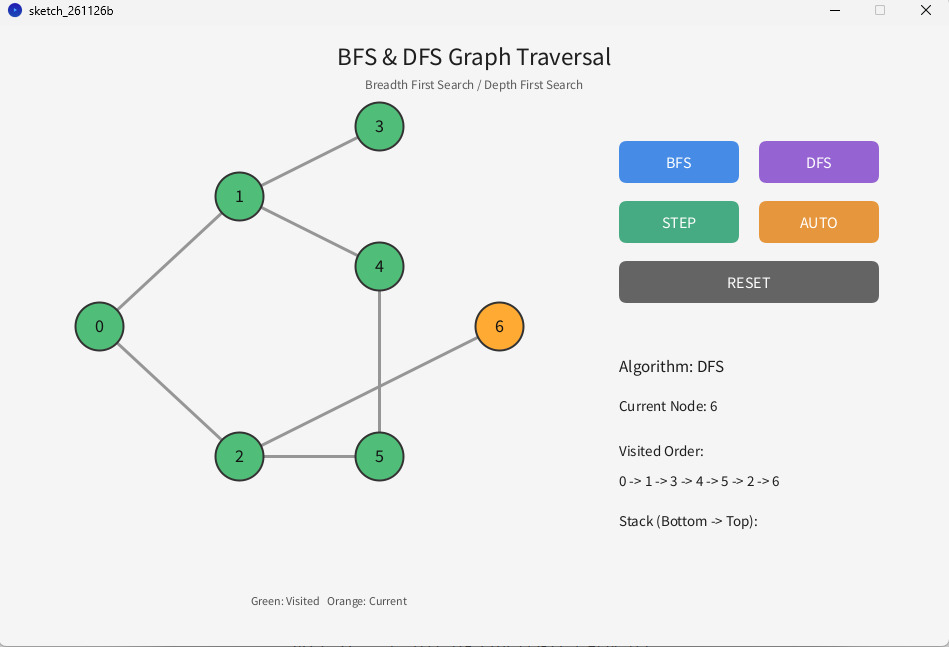 sketch_261126b
BFS & DFS Graph Traversal
Breadth First Search / Depth First Search
3
1
4
0
6
2
5
BFS
DFS
STEP
AUTO
RESET
Algorithm: DFS
Current Node: 6
Visited Order:
0 -> 1 -> 3 -> 4 -> 5 -> 2 -> 6
Stack (Bottom -> Top):
Green: Visited   Orange: Current